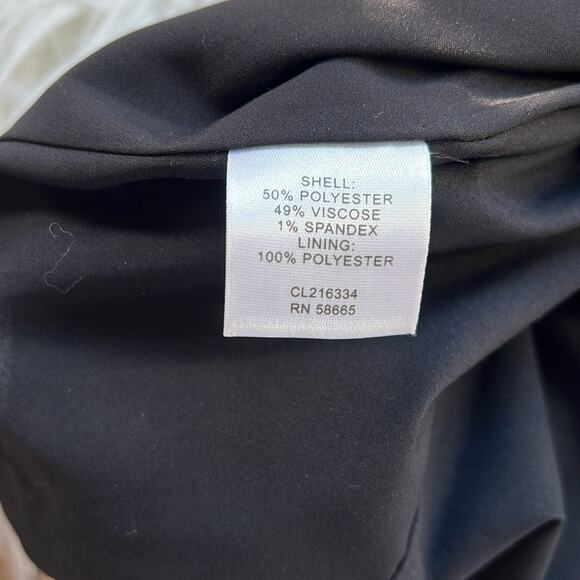 SHELL:
50% POLYESTER
49% VISCOSE
1% SPANDEX
LINING:
100% POLYESTER
CL216334
RN 58665